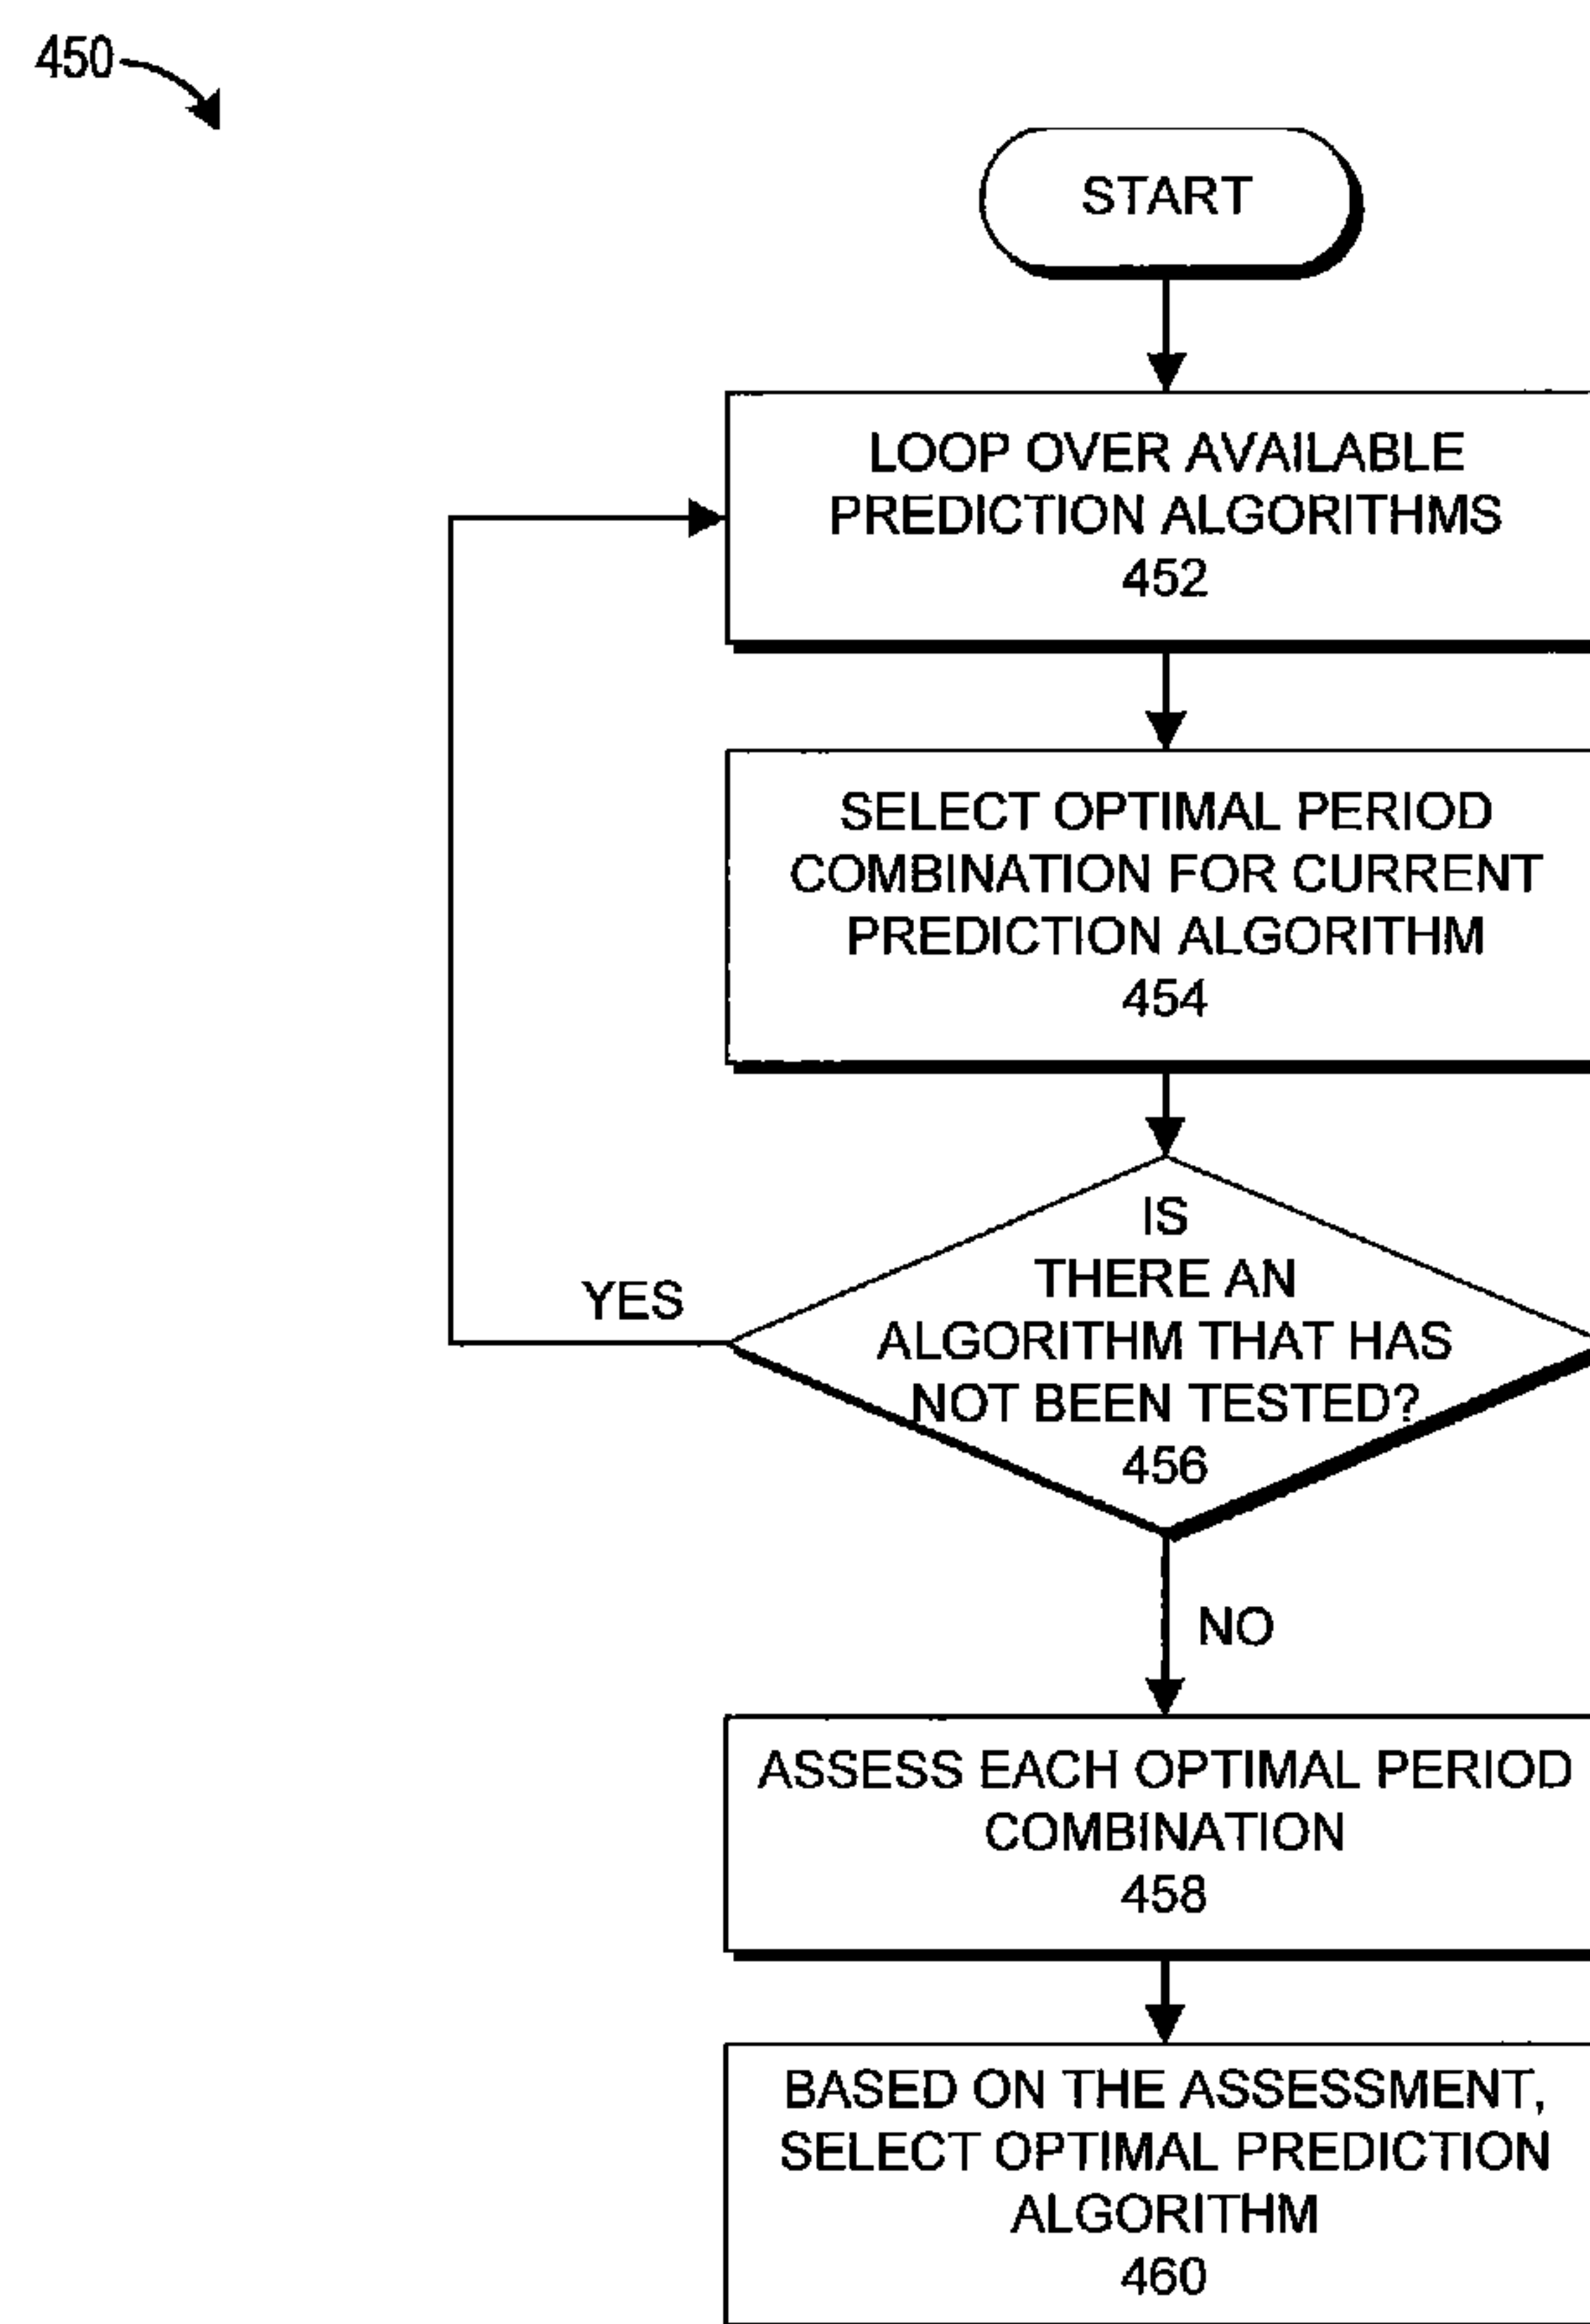 450
START
LOOP OVER AVAILABLE
PREDICTION ALGORITHMS
452
SELECT OPTIMAL PERIOD
COMBINATION FOR CURRENT
PREDICTION ALGORITHM
454
IS
THERE AN
ALGORITHM THAT HAS
NOT BEEN TESTED?
456
YES
NO
ASSESS EACH OPTIMAL PERIOD
COMBINATION
458
BASED ON THE ASSESSMENT,
SELECT OPTIMAL PREDICTION
ALGORITHM
460